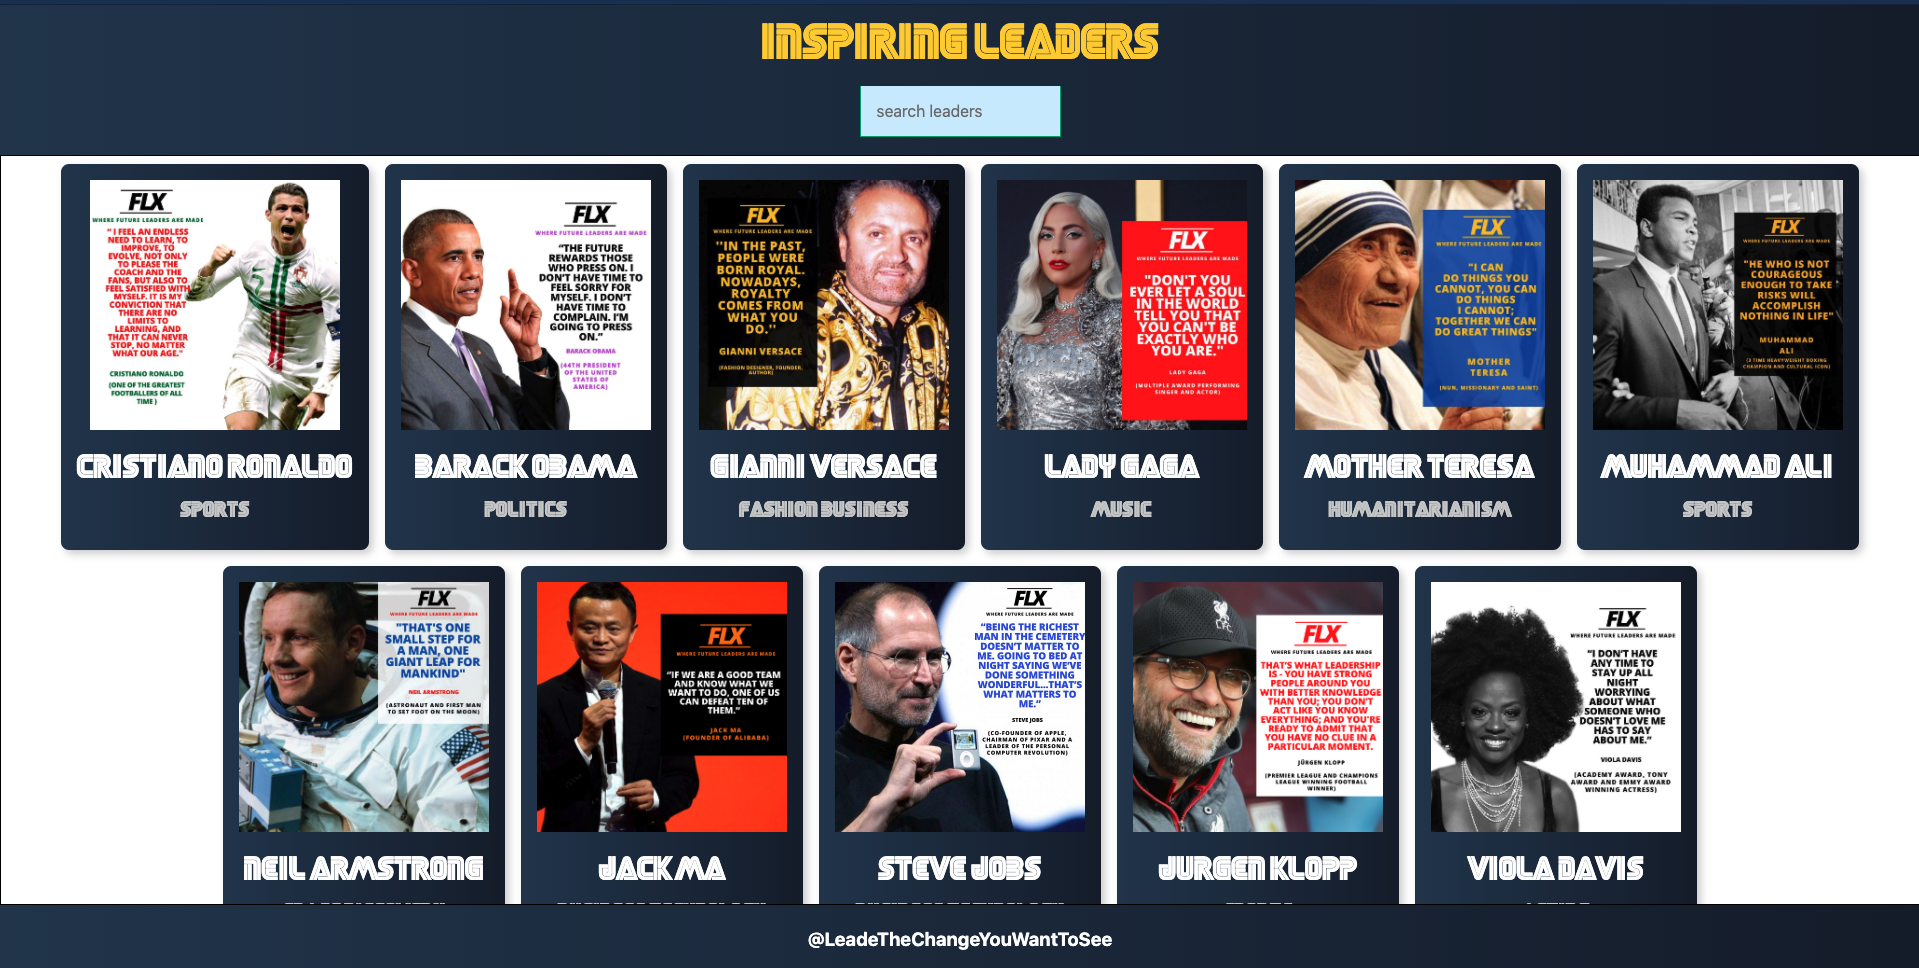 INSPIRING LEADERS
search leaders
FLX
WHERE FUTURE LEADERS ARE MADE
"I FEEL AN ENDLESS
NEED TO LEARN, TO
IMPROVE, TO
EVOLVE, NOT ONLY
TO PLEASE THE
COACH AND THE
FANS, BUT ALSO TO
FEEL SATISFIED WITH
MYSELF. IT IS MY
CONVICTION THAT
THERE ARE NO
LIMITS TO
LEARNING, AND
THAT IT CAN NEVER
STOP, NO MATTER
WHAT OUR AGE."
CRISTIANO RONALDO
(ONE OF THE GREATEST
FOOTBALLERS OF ALL
TIME )
CRISTIANO RONALDO
SPORTS
FLX
WHERE FUTURE LEADERS ARE MADE
"THE FUTURE
REWARDS THOSE
WHO PRESS ON. I
DON'T HAVE TIME TO
FEEL SORRY FOR
MYSELF. I DON'T
HAVE TIME TO
COMPLAIN. I'M
GOING TO PRESS
ON."
BARACK OBAMA
(44TH PRESIDENT
OF THE UNITED
STATES OF
AMERICA)
BARACK OBAMA
POLITICS
FLX
WHERE FUTURE LEADERS ARE MADE
''IN THE PAST,
PEOPLE WERE
BORN ROYAL.
NOWADAYS,
ROYALTY
COMES FROM
WHAT YOU
DO.''
GIANNI VERSACE
(FASHION DESIGNER, FOUNDER,
AUTHOR)
GIANNI VERSACE
FASHION BUSINESS
FLX
WHERE FUTURE LEADERS ARE MADE
"DON'T YOU
EVER LET A SOUL
IN THE WORLD
TELL YOU THAT
YOU CAN'T BE
EXACTLY WHO
YOU ARE."
LADY GAGA
(MULTIPLE AWARD PERFORMING
SINGER AND ACTOR)
LADY GAGA
MUSIC
FLX
WHERE FUTURE LEADERS ARE MADE
"I CAN
DO THINGS YOU
CANNOT, YOU CAN
DO THINGS
I CANNOT;
TOGETHER WE CAN
DO GREAT THINGS"
MOTHER
TERESA
(NUN, MISSIONARY AND SAINT)
MOTHER TERESA
HUMANITARIANISM
FLX
WHERE FUTURE LEADERS ARE MADE
"HE WHO IS NOT
COURAGEOUS
ENOUGH TO TAKE
RISKS WILL
ACCOMPLISH
NOTHING IN LIFE"
MUHAMMAD
ALI
(3 TIME HEAVYWEIGHT BOXING
CHAMPION AND CULTURAL ICON)
MUHAMMAD ALI
SPORTS
FLX
WHERE FUTURE LEADERS ARE MADE
"THAT'S ONE
SMALL STEP FOR
A MAN, ONE
GIANT LEAP FOR
MANKIND"
NEIL ARMSTRONG
(ASTRONAUT AND FIRST MAN
TO SET FOOT ON THE MOON)
NEIL ARMSTRONG
FLX
WHERE FUTURE LEADERS ARE MADE
"IF WE ARE A GOOD TEAM
AND KNOW WHAT WE
WANT TO DO, ONE OF US
CAN DEFEAT TEN OF
THEM."
JACK MA
(FOUNDER OF ALIBABA)
JACK MA
FLX
WHERE FUTURE LEADERS ARE MADE
"BEING THE RICHEST
MAN IN THE CEMETERY
DOESN'T MATTER TO
ME. GOING TO BED AT
NIGHT SAYING WE'VE
DONE SOMETHING
WONDERFUL...THAT'S
WHAT MATTERS TO
ME."
STEVE JOBS
(CO-FOUNDER OF APPLE,
CHAIRMAN OF PIXAR AND A
LEADER OF THE PERSONAL
COMPUTER REVOLUTION)
STEVE JOBS
FLX
WHERE FUTURE LEADERS ARE MADE
THAT'S WHAT LEADERSHIP
IS - YOU HAVE STRONG
PEOPLE AROUND YOU
WITH BETTER KNOWLEDGE
THAN YOU; YOU DON'T
ACT LIKE YOU KNOW
EVERYTHING; AND YOU'RE
READY TO ADMIT THAT
YOU HAVE NO CLUE IN A
PARTICULAR MOMENT.
JÜRGEN KLOPP
(PREMIER LEAGUE AND CHAMPIONS
LEAGUE WINNING FOOTBALL
WINNER)
JURGEN KLOPP
FLX
WHERE FUTURE LEADERS ARE MADE
"I DON'T HAVE
ANY TIME TO
STAY UP ALL
NIGHT
WORRYING
ABOUT WHAT
SOMEONE WHO
DOESN'T LOVE ME
HAS TO SAY
ABOUT ME."
VIOLA DAVIS
(ACADEMY AWARD, TONY
AWARD AND EMMY AWARD
WINNING ACTRESS)
VIOLA DAVIS
@LeadeTheChangeYouWantToSee